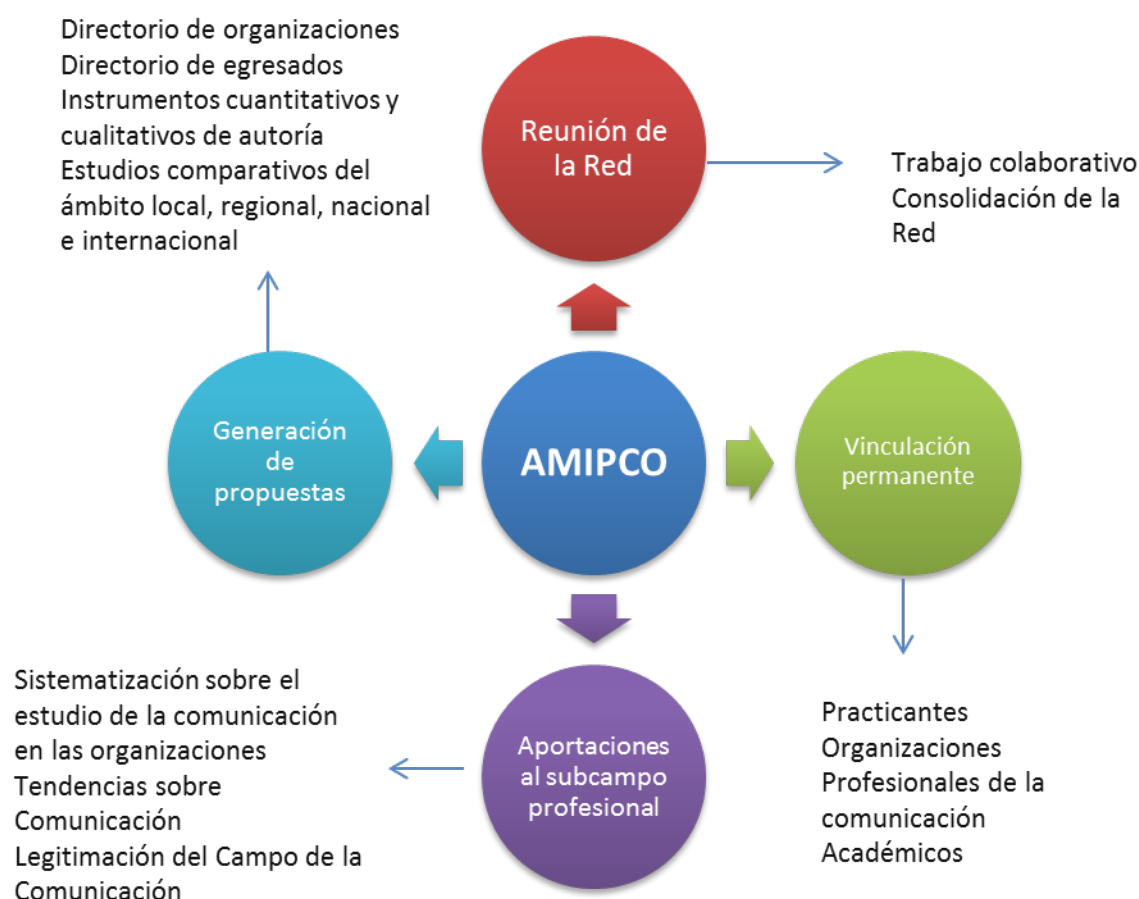 Directorio de organizaciones
Directorio de egresados
Instrumentos cuantitativos y
cualitativos de autoría
Estudios comparativos del
ámbito local, regional, nacional
e internacional
Reunión de
la Red
Trabajo colaborativo
Consolidación de la
Red
Generación
de
propuestas
AMIPCO
Vinculación
permanente
Sistematización sobre el
estudio de la comunicación
en las organizaciones
Tendencias sobre
Comunicación
Legitimación del Campo de la
Comunicación
Aportaciones
al subcampo
profesional
Practicantes
Organizaciones
Profesionales de la
comunicación
Académicos